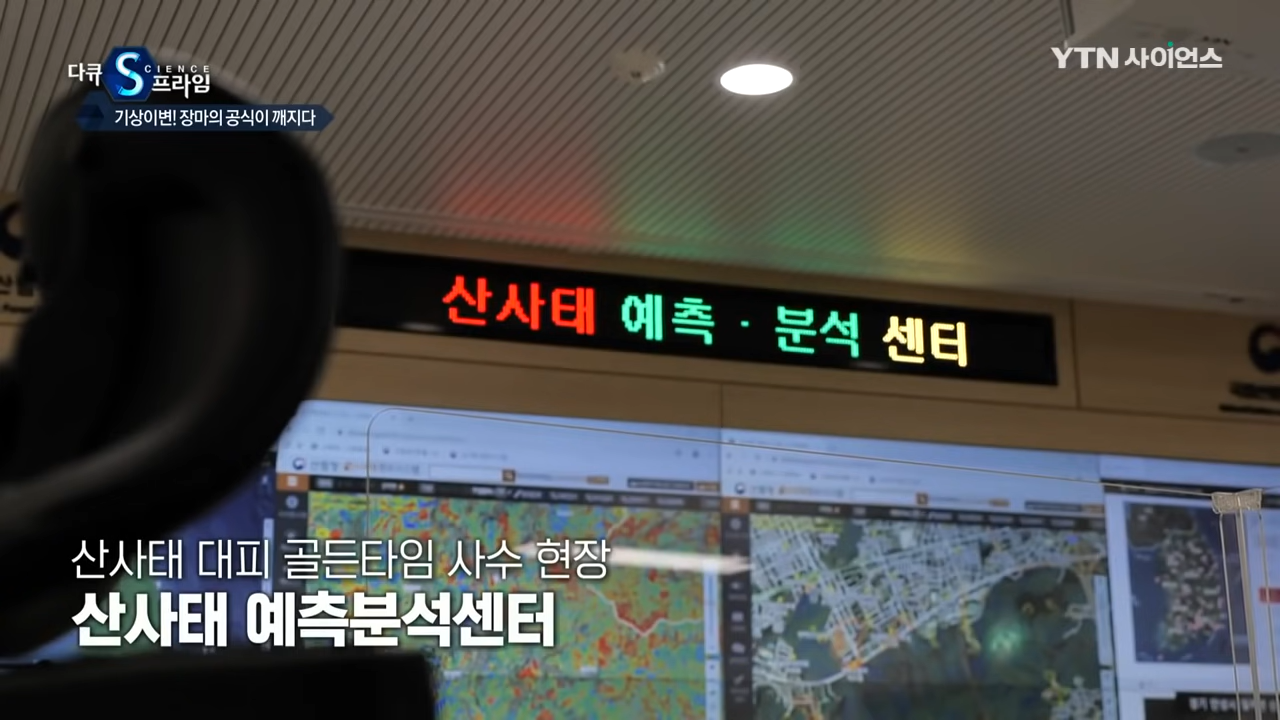 다큐 SCIENCE 프라임
YTN 사이언스
기상이변! 장마의 공식이 깨지다
산사태 예측 · 분석 센터
산사태 대피 골든타임 사수 현장
산사태 예측분석센터